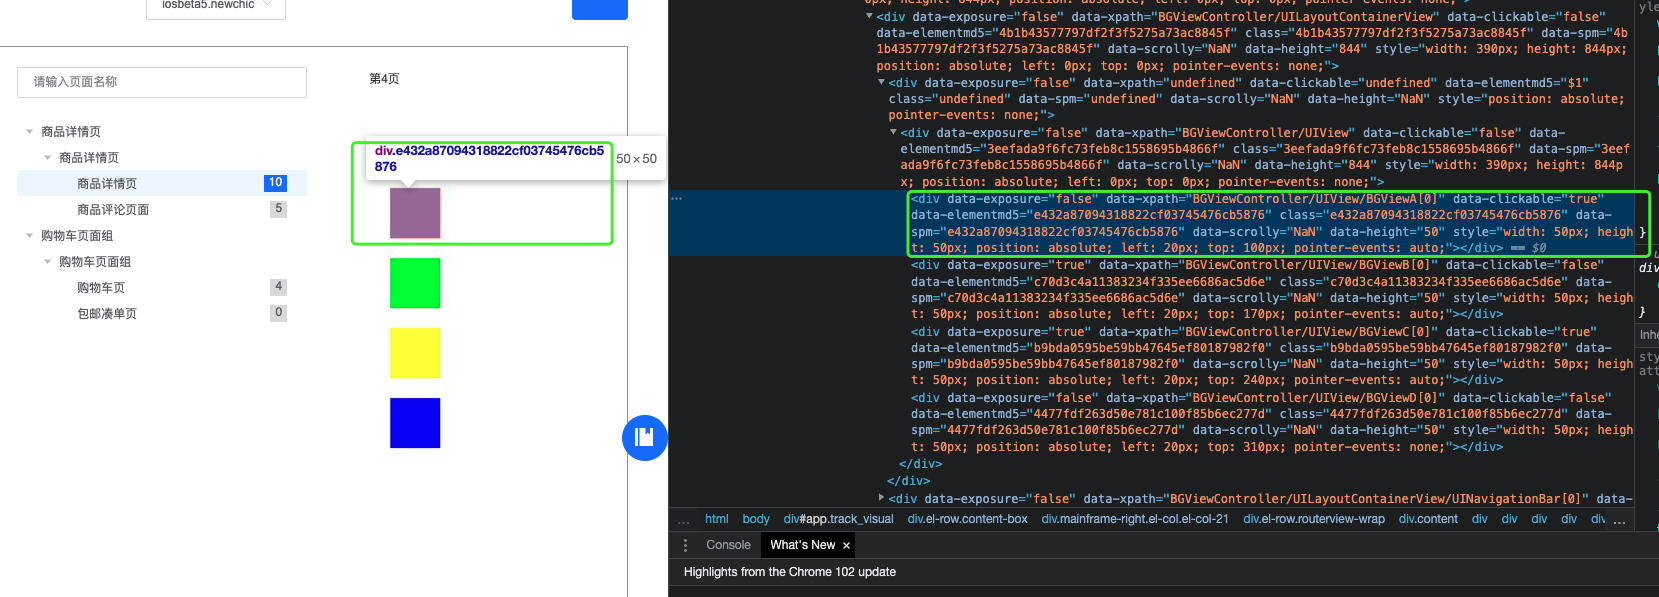 iosbeta5.newchic
请输入页面名称
第4页
商品详情页
商品详情页
商品详情页
10
商品评论页面
5
购物车页面组
购物车页面组
购物车页
4
包邮凑单页
0
div.e432a87094318822cf03745476cb5
876
50×50
<div data-exposure="false" data-xpath="BGViewController/UILayoutContainerView" data-clickable="false"
data-elementmd5="4b1b43577797df2f3f5275a73ac8845f" class="4b1b43577797df2f3f5275a73ac8845f" data-spm="4b
1b43577797df2f3f5275a73ac8845f" data-scrolly="NaN" data-height="844" style="width: 390px; height: 844px;
position: absolute; left: 0px; top: 0px; pointer-events: none;">
<div data-exposure="false" data-xpath="undefined" data-clickable="undefined" data-elementmd5="$1"
class="undefined" data-spm="undefined" data-scrolly="NaN" data-height="NaN" style="position: absolute;
pointer-events: none;">
<div data-exposure="false" data-xpath="BGViewController/UIView" data-clickable="false" data-
elementmd5="3eefada9f6fc73feb8c1558695b4866f" class="3eefada9f6fc73feb8c1558695b4866f" data-spm="3eef
ada9f6fc73feb8c1558695b4866f" data-scrolly="NaN" data-height="844" style="width: 390px; height: 844p
x; position: absolute; left: 0px; top: 0px; pointer-events: none;">
… <div data-exposure="false" data-xpath="BGViewController/UIView/BGViewA[0]" data-clickable="true"
data-elementmd5="e432a87094318822cf03745476cb5876" class="e432a87094318822cf03745476cb5876" data-
spm="e432a87094318822cf03745476cb5876" data-scrolly="NaN" data-height="50" style="width: 50px; heigh
t: 50px; position: absolute; left: 20px; top: 100px; pointer-events: auto;"></div> == $0
<div data-exposure="true" data-xpath="BGViewController/UIView/BGViewB[0]" data-clickable="false"
data-elementmd5="c70d3c4a11383234f335ee6686ac5d6e" class="c70d3c4a11383234f335ee6686ac5d6e" data-
spm="c70d3c4a11383234f335ee6686ac5d6e" data-scrolly="NaN" data-height="50" style="width: 50px; heigh
t: 50px; position: absolute; left: 20px; top: 170px; pointer-events: auto;"></div>
<div data-exposure="true" data-xpath="BGViewController/UIView/BGViewC[0]" data-clickable="true"
data-elementmd5="b9bda0595be59bb47645ef80187982f0" class="b9bda0595be59bb47645ef80187982f0" data-
spm="b9bda0595be59bb47645ef80187982f0" data-scrolly="NaN" data-height="50" style="width: 50px; heigh
t: 50px; position: absolute; left: 20px; top: 240px; pointer-events: auto;"></div>
<div data-exposure="false" data-xpath="BGViewController/UIView/BGViewD[0]" data-clickable="false"
data-elementmd5="4477fdf263d50e781c100f85b6ec277d" class="4477fdf263d50e781c100f85b6ec277d" data-
spm="4477fdf263d50e781c100f85b6ec277d" data-scrolly="NaN" data-height="50" style="width: 50px; heigh
t: 50px; position: absolute; left: 20px; top: 310px; pointer-events: none;"></div>
</div>
</div>
<div data-exposure="false" data-xpath="BGViewController/UILayoutContainerView/UINavigationBar[0]" data-
… html body div#app.track_visual div.el-row.content-box div.mainframe-right.el-col.el-col-21 div.el-row.routerview-wrap div.content div div div div div …
Console What's New ×
Highlights from the Chrome 102 update
}
div
}
Inhe
sty
att